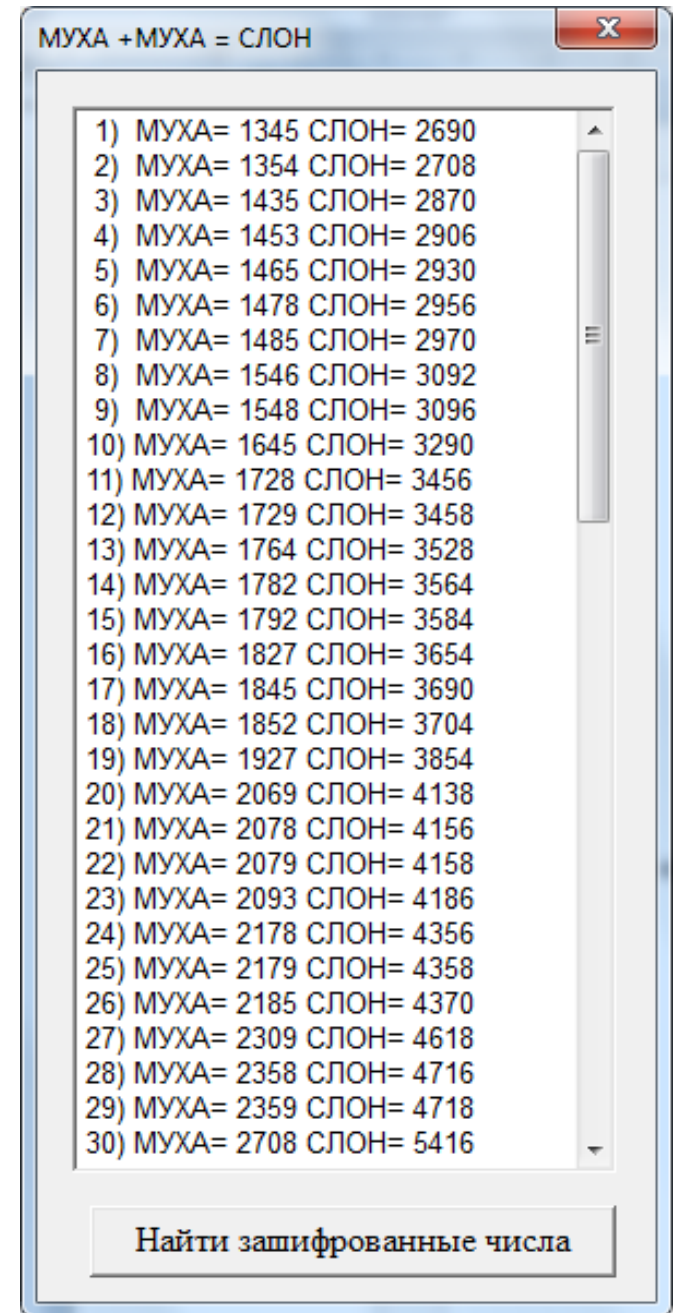 МУХА +МУХА = СЛОН
1) МУХА= 1345 СЛОН= 2690
2) МУХА= 1354 СЛОН= 2708
3) МУХА= 1435 СЛОН= 2870
4) МУХА= 1453 СЛОН= 2906
5) МУХА= 1465 СЛОН= 2930
6) МУХА= 1478 СЛОН= 2956
7) МУХА= 1485 СЛОН= 2970
8) МУХА= 1546 СЛОН= 3092
9) МУХА= 1548 СЛОН= 3096
10) МУХА= 1645 СЛОН= 3290
11) МУХА= 1728 СЛОН= 3456
12) МУХА= 1729 СЛОН= 3458
13) МУХА= 1764 СЛОН= 3528
14) МУХА= 1782 СЛОН= 3564
15) МУХА= 1792 СЛОН= 3584
16) МУХА= 1827 СЛОН= 3654
17) МУХА= 1845 СЛОН= 3690
18) МУХА= 1852 СЛОН= 3704
19) МУХА= 1927 СЛОН= 3854
20) МУХА= 2069 СЛОН= 4138
21) МУХА= 2078 СЛОН= 4156
22) МУХА= 2079 СЛОН= 4158
23) МУХА= 2093 СЛОН= 4186
24) МУХА= 2178 СЛОН= 4356
25) МУХА= 2179 СЛОН= 4358
26) МУХА= 2185 СЛОН= 4370
27) МУХА= 2309 СЛОН= 4618
28) МУХА= 2358 СЛОН= 4716
29) МУХА= 2359 СЛОН= 4718
30) МУХА= 2708 СЛОН= 5416
Найти зашифрованные числа